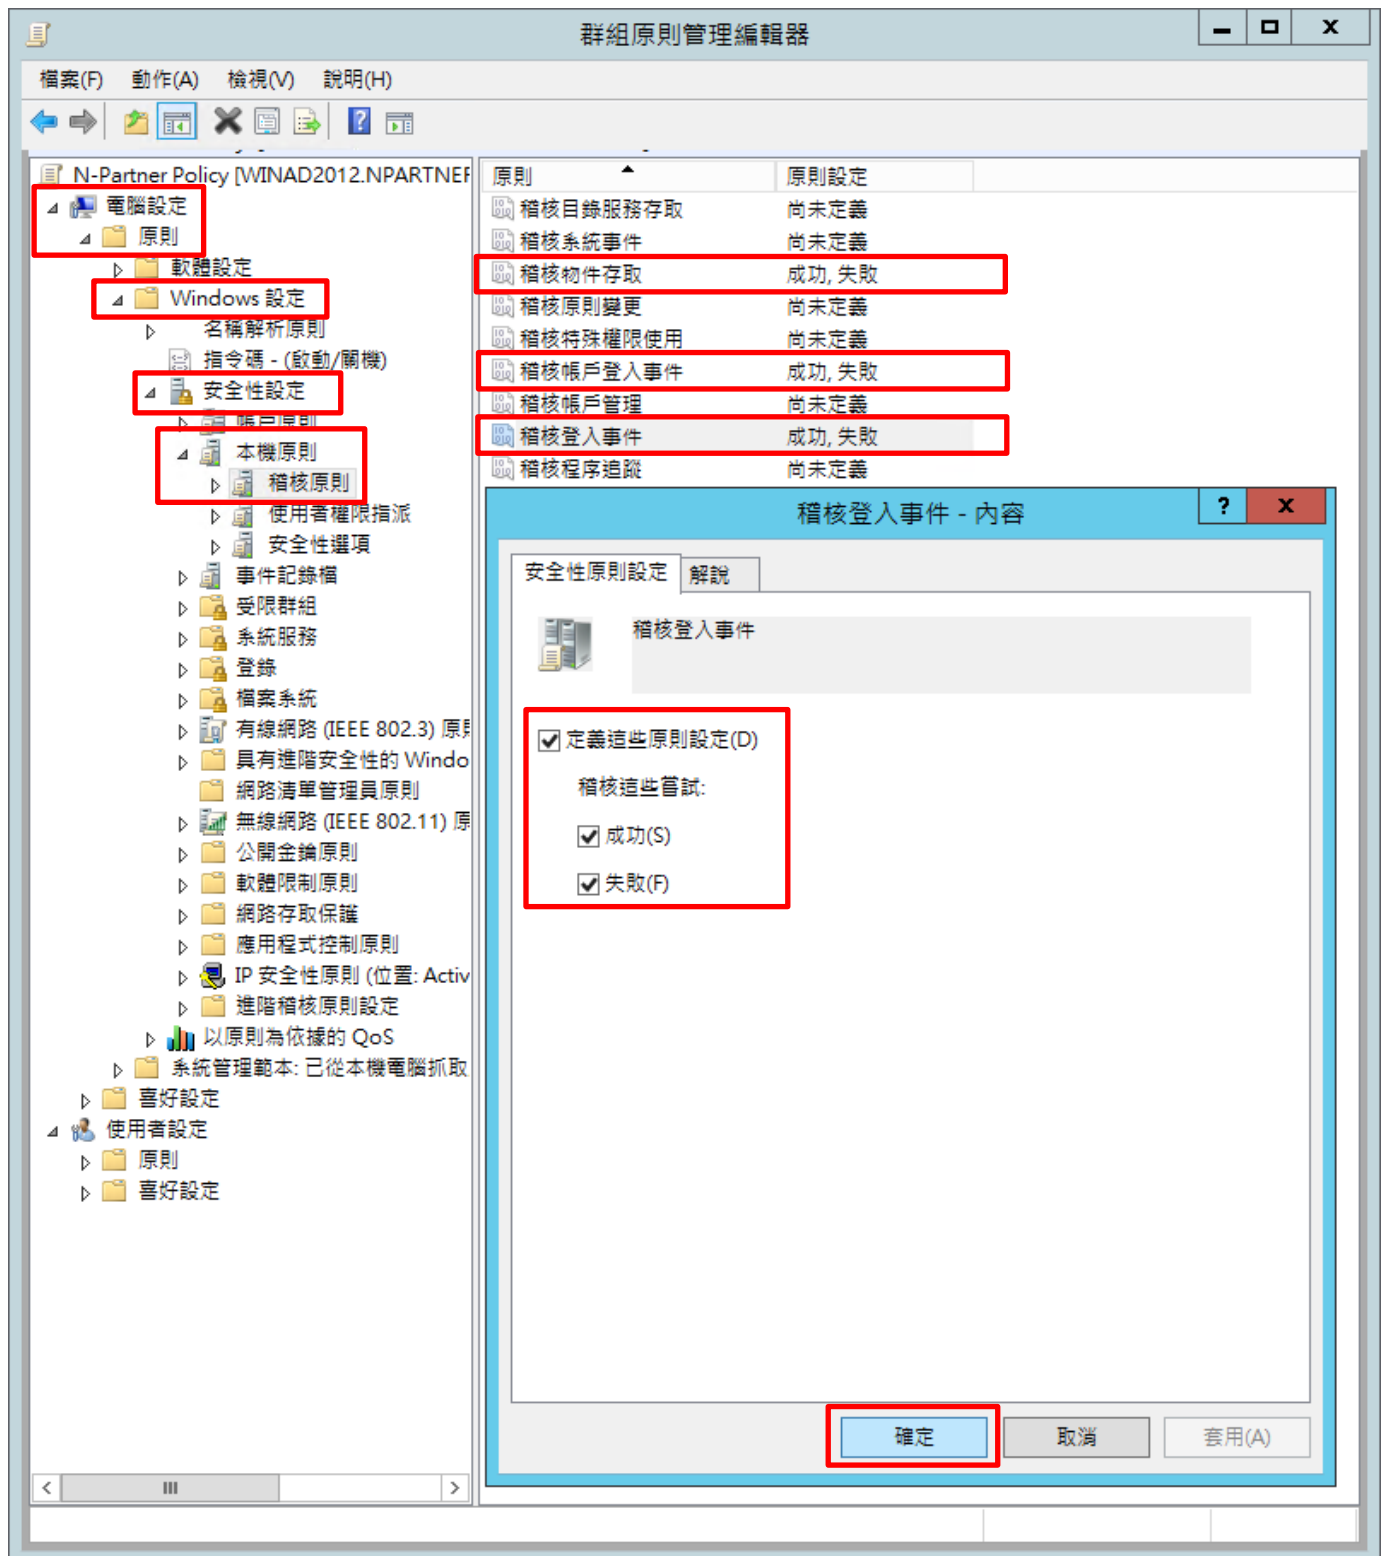 群組原則管理編輯器
檔案(F) 動作(A) 檢視(V) 說明(H)
N-Partner Policy [WINAD2012.NPARTNER
電腦設定
原則
軟體設定
Windows 設定
名稱解析原則
指令碼 - (啟動/關機)
安全性設定
帳戶原則
本機原則
稽核原則
使用者權限指派
安全性選項
事件記錄檔
受限群組
系統服務
登錄
檔案系統
有線網路 (IEEE 802.3) 原則
具有進階安全性的 Windo
網路清單管理員原則
無線網路 (IEEE 802.11) 原
公開金鑰原則
軟體限制原則
網路存取保護
應用程式控制原則
IP 安全性原則 (位置: Activ
進階稽核原則設定
以原則為依據的 QoS
系統管理範本: 已從本機電腦抓取
喜好設定
使用者設定
原則
喜好設定
原則 原則設定
稽核目錄服務存取 尚未定義
稽核系統事件 尚未定義
稽核物件存取 成功, 失敗
稽核原則變更 尚未定義
稽核特殊權限使用 尚未定義
稽核帳戶登入事件 成功, 失敗
稽核帳戶管理 尚未定義
稽核登入事件 成功, 失敗
稽核程序追蹤 尚未定義
稽核登入事件 - 內容
安全性原則設定 解說
稽核登入事件
定義這些原則設定(D)
稽核這些嘗試:
成功(S)
失敗(F)
確定 取消 套用(A)